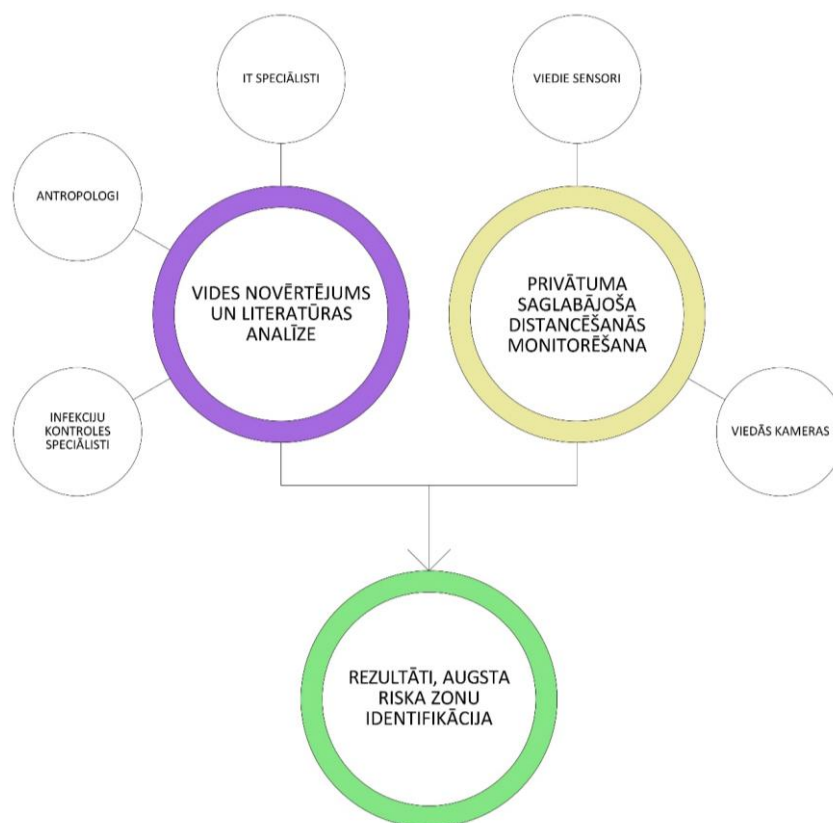 IT SPECIĀLISTI
VIEDIE SENSORI
ANTROPOLOGI
VIDES NOVĒRTĒJUMS
UN LITERATŪRAS
ANALĪZE
PRIVĀTUMA
SAGLABĀJOŠA
DISTANCĒŠANĀS
MONITORĒŠANA
INFEKCIJU
KONTROLES
SPECIĀLISTI
VIEDĀS KAMERAS
REZULTĀTI, AUGSTA
RISKA ZONU
IDENTIFIKĀCIJA